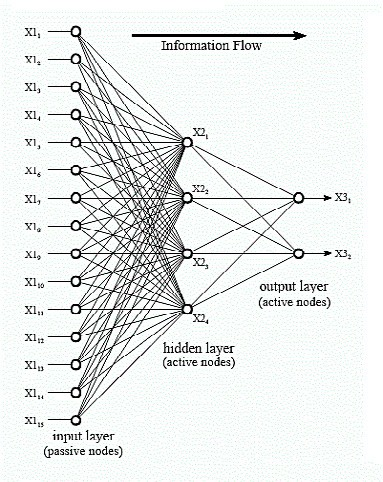 X1₁
Information Flow
X1₂
X1₃
X1₄
X1₅
X1₆
X1₇
X1₈
X1₉
X1₁₀
X1₁₁
X1₁₂
X1₁₃
X1₁₄
X1₁₅
input layer
(passive nodes)
X2₁
X2₂
X2₃
X2₄
hidden layer
(active nodes)
X3₁
X3₂
output layer
(active nodes)